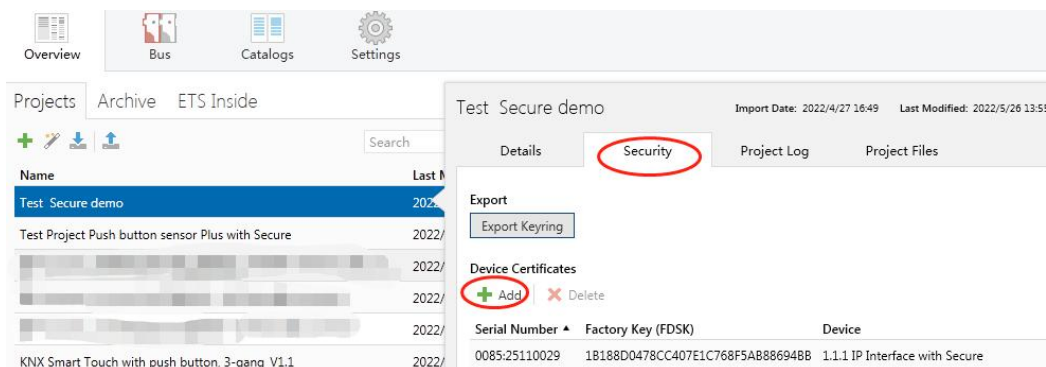 Overview Bus Catalogs Settings
Projects Archive ETS Inside
Search
Name Last M
Test Secure demo 2022
Test Project Push button sensor Plus with Secure 2022/
2022/
2022/
2022/
KNX Smart Touch with push button, 3-gang V1.1 2022/
Test Secure demo Import Date: 2022/4/27 16:49 Last Modified: 2022/5/26 13:55
Details Security Project Log Project Files
Export
Export Keyring
Device Certificates
Add Delete
Serial Number Factory Key (FDSK) Device
0085:25110029 1B188D0478CC407E1C768F5AB88694BB 1.1.1 IP Interface with Secure